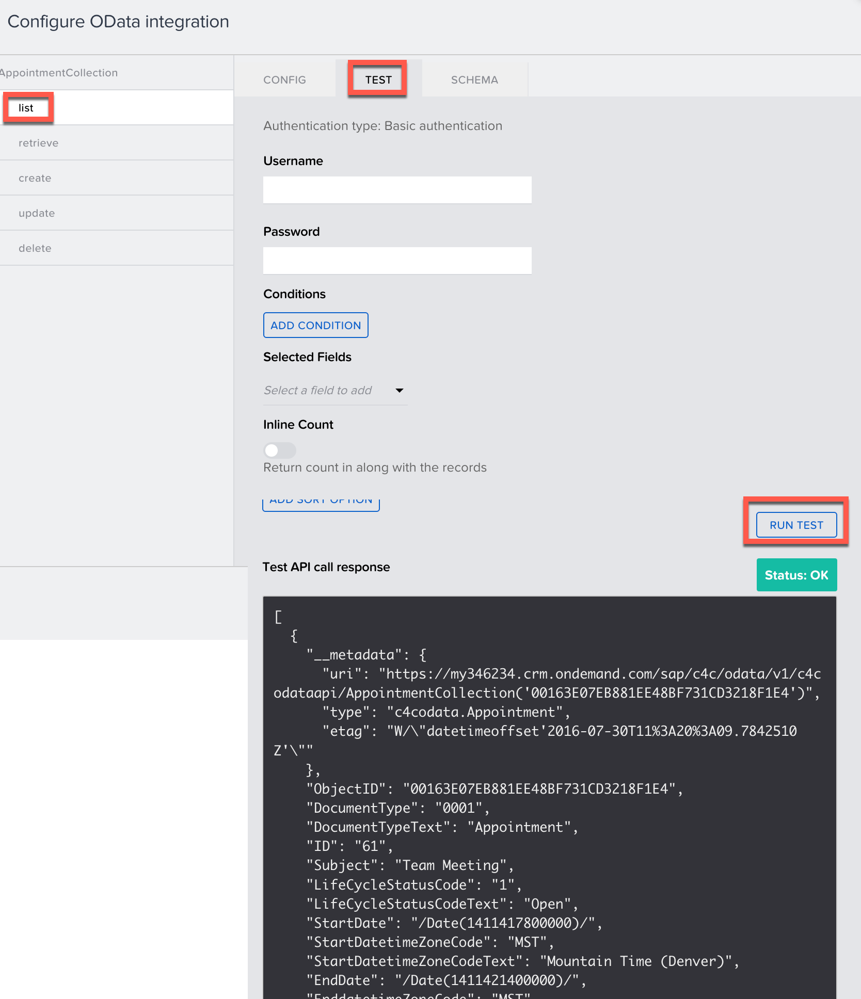 Configure OData integration
AppointmentCollection
list
retrieve
create
update
delete
CONFIG
TEST
SCHEMA
Authentication type: Basic authentication
Username
Password
Conditions
ADD CONDITION
Selected Fields
Select a field to add
Inline Count
Return count in along with the records
ADD SORT OPTION
RUN TEST
Test API call response
Status: OK
[
{
"__metadata": {
"uri": "https://my346234.crm.ondemand.com/sap/c4c/odata/v1/c4c
odataapi/AppointmentCollection('00163E07EB881EE48BF731CD3218F1E4')",
"type": "c4codata.Appointment",
"etag": "W/\"datetimeoffset'2016-07-30T11%3A20%3A09.7842510
Z'\""
},
"ObjectID": "00163E07EB881EE48BF731CD3218F1E4",
"DocumentType": "0001",
"DocumentTypeText": "Appointment",
"ID": "61",
"Subject": "Team Meeting",
"LifeCycleStatusCode": "1",
"LifeCycleStatusCodeText": "Open",
"StartDate": "/Date(1411417800000)/",
"StartDatetimeZoneCode": "MST",
"StartDatetimeZoneCodeText": "Mountain Time (Denver)",
"EndDate": "/Date(1411421400000)/",
"EnddatetimeZoneCode": "MST"